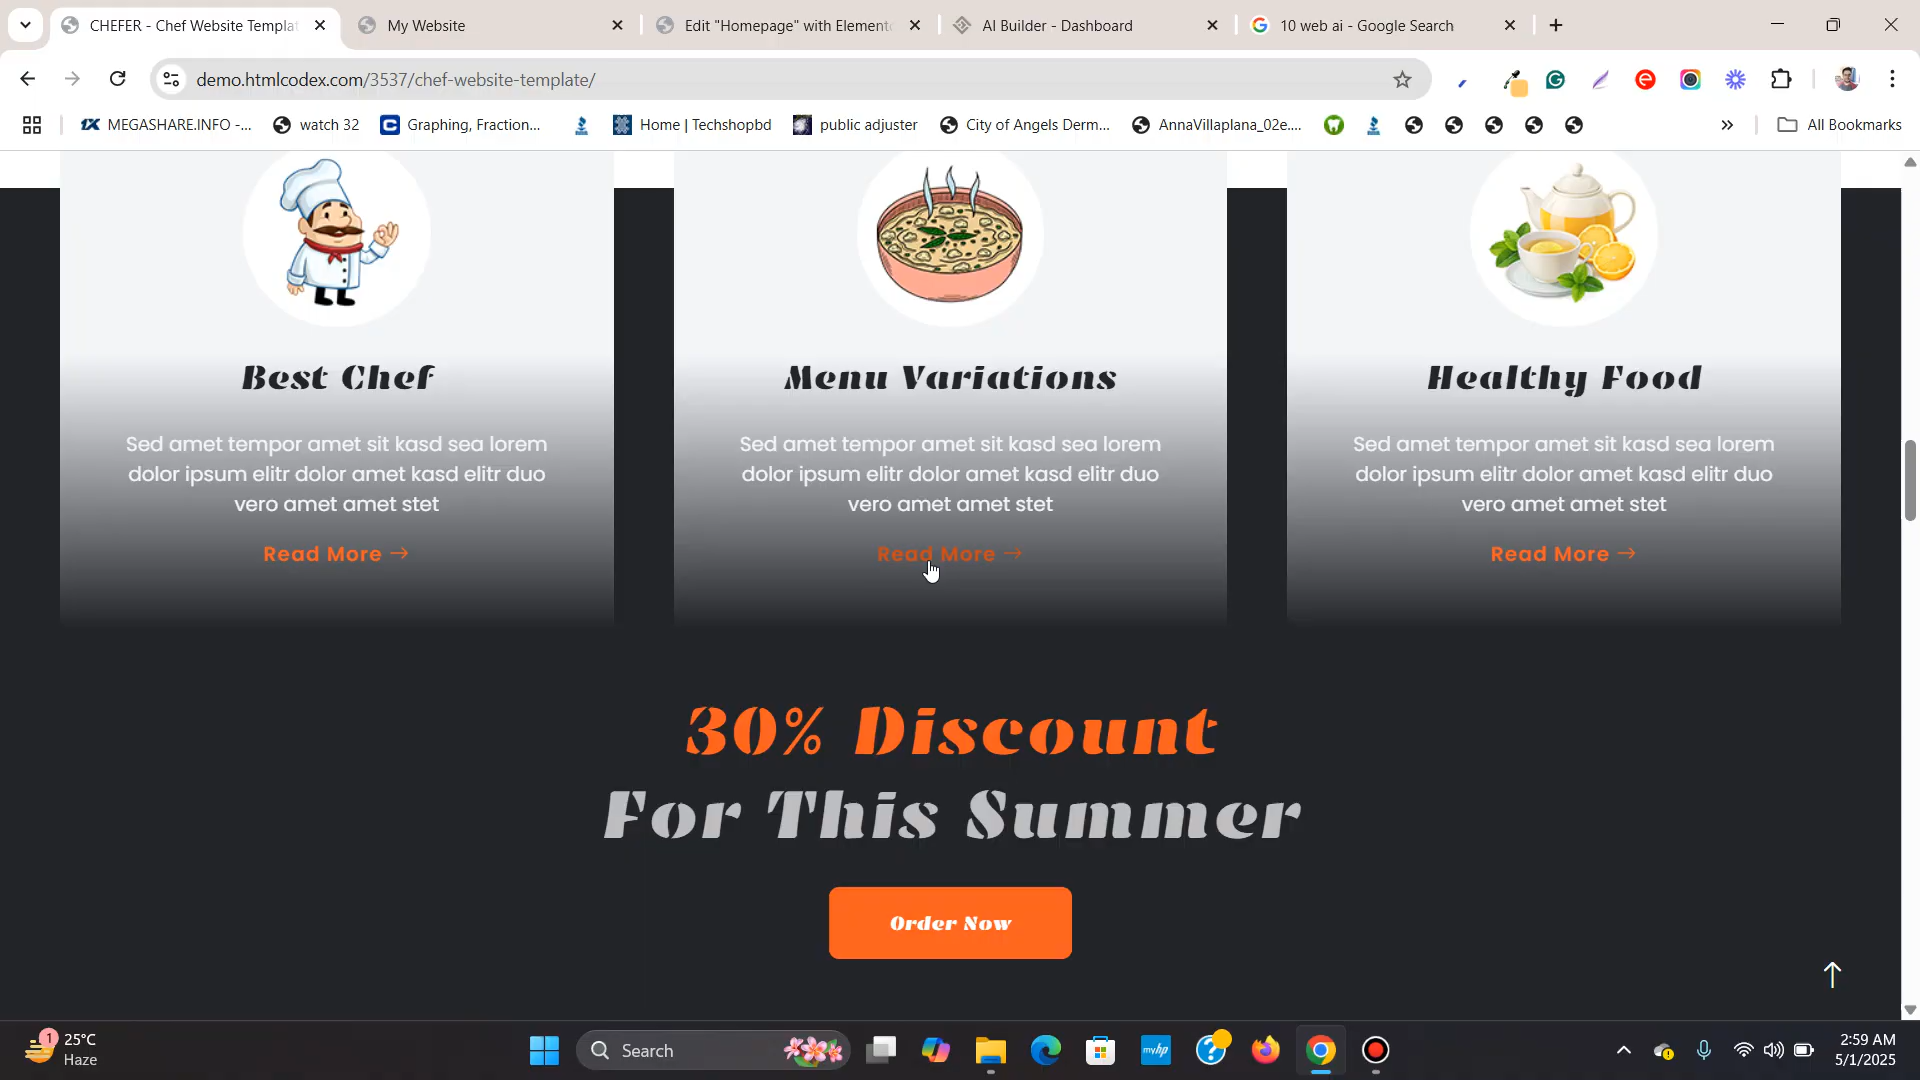 CHEFER - Chef Website Templat
My Website
Edit "Homepage" with Elemento
AI Builder - Dashboard
10 web ai - Google Search
demo.htmlcodex.com/3537/chef-website-template/
MEGASHARE.INFO -...
watch 32
Graphing, Fraction...
Home | Techshopbd
public adjuster
City of Angels Derm...
AnnaVillaplana_02e....
All Bookmarks
Best Chef
Sed amet tempor amet sit kasd sea lorem
dolor ipsum elitr dolor amet kasd elitr duo
vero amet amet stet
Read More →
Menu Variations
Sed amet tempor amet sit kasd sea lorem
dolor ipsum elitr dolor amet kasd elitr duo
vero amet amet stet
Read More →
Healthy Food
Sed amet tempor amet sit kasd sea lorem
dolor ipsum elitr dolor amet kasd elitr duo
vero amet amet stet
Read More →
30% Discount
For This Summer
Order Now
1
25°C
Haze
Search
myhp
2:59 AM
5/1/2025